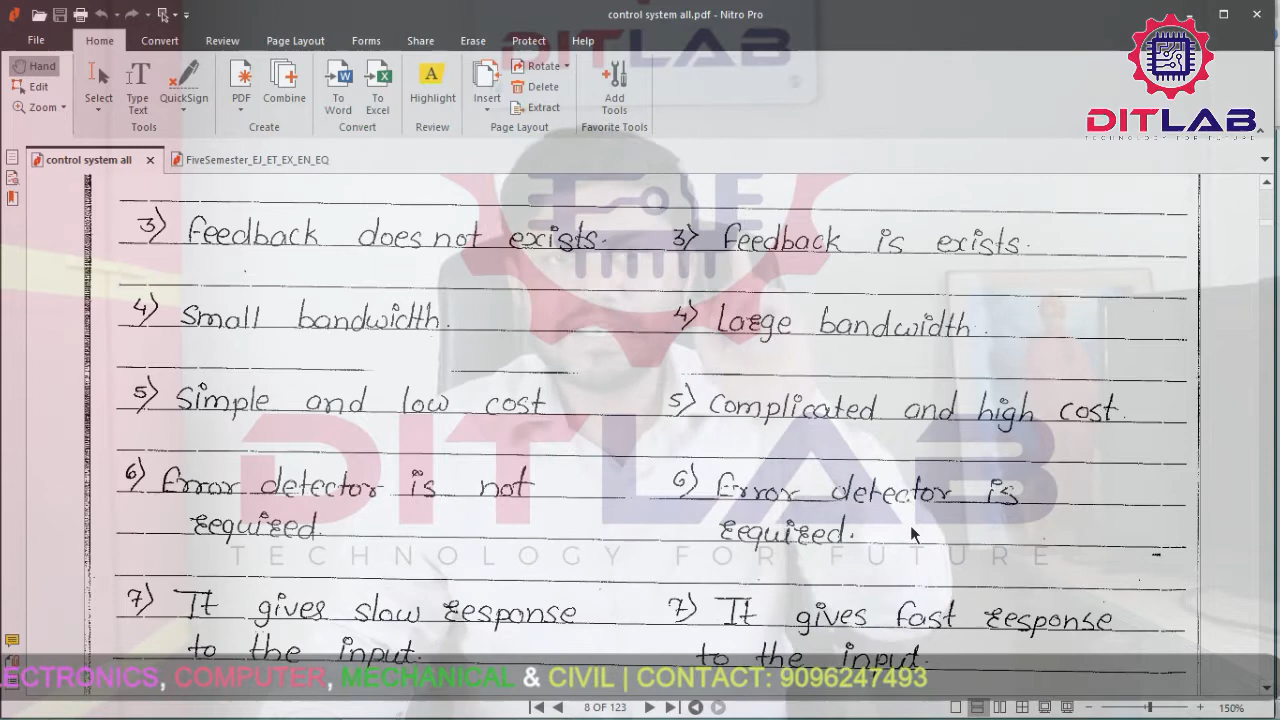 control system all.pdf - Nitro Pro
File Home Convert Review Page Layout Forms Share Erase Protect Help
Hand
Edit
Zoom
Select
Type Text
QuickSign
Tools
PDF
Combine
Create
To Word
To Excel
Convert
Highlight
Review
Insert
Rotate
Delete
Extract
Page Layout
Add Tools
Favorite Tools
DITLAB
TECHNOLOGY FOR FUTURE
control system all
FiveSemester_EJ_ET_EX_EN_EQ
3) feedback does not exists. 3) feedback is exists.
4) Small bandwidth. 4) Large bandwidth.
5) Simple and low cost 5) Complicated and high cost.
6) Error detector is not 6) Error detector is
required. required.
DITLAB
TECHNOLOGY FOR FUTURE
7) It gives slow response 7) It gives fast response
to the input. to the input.
ECTRONICS, COMPUTER, MECHANICAL & CIVIL | CONTACT: 9096247493
8 OF 123
150%